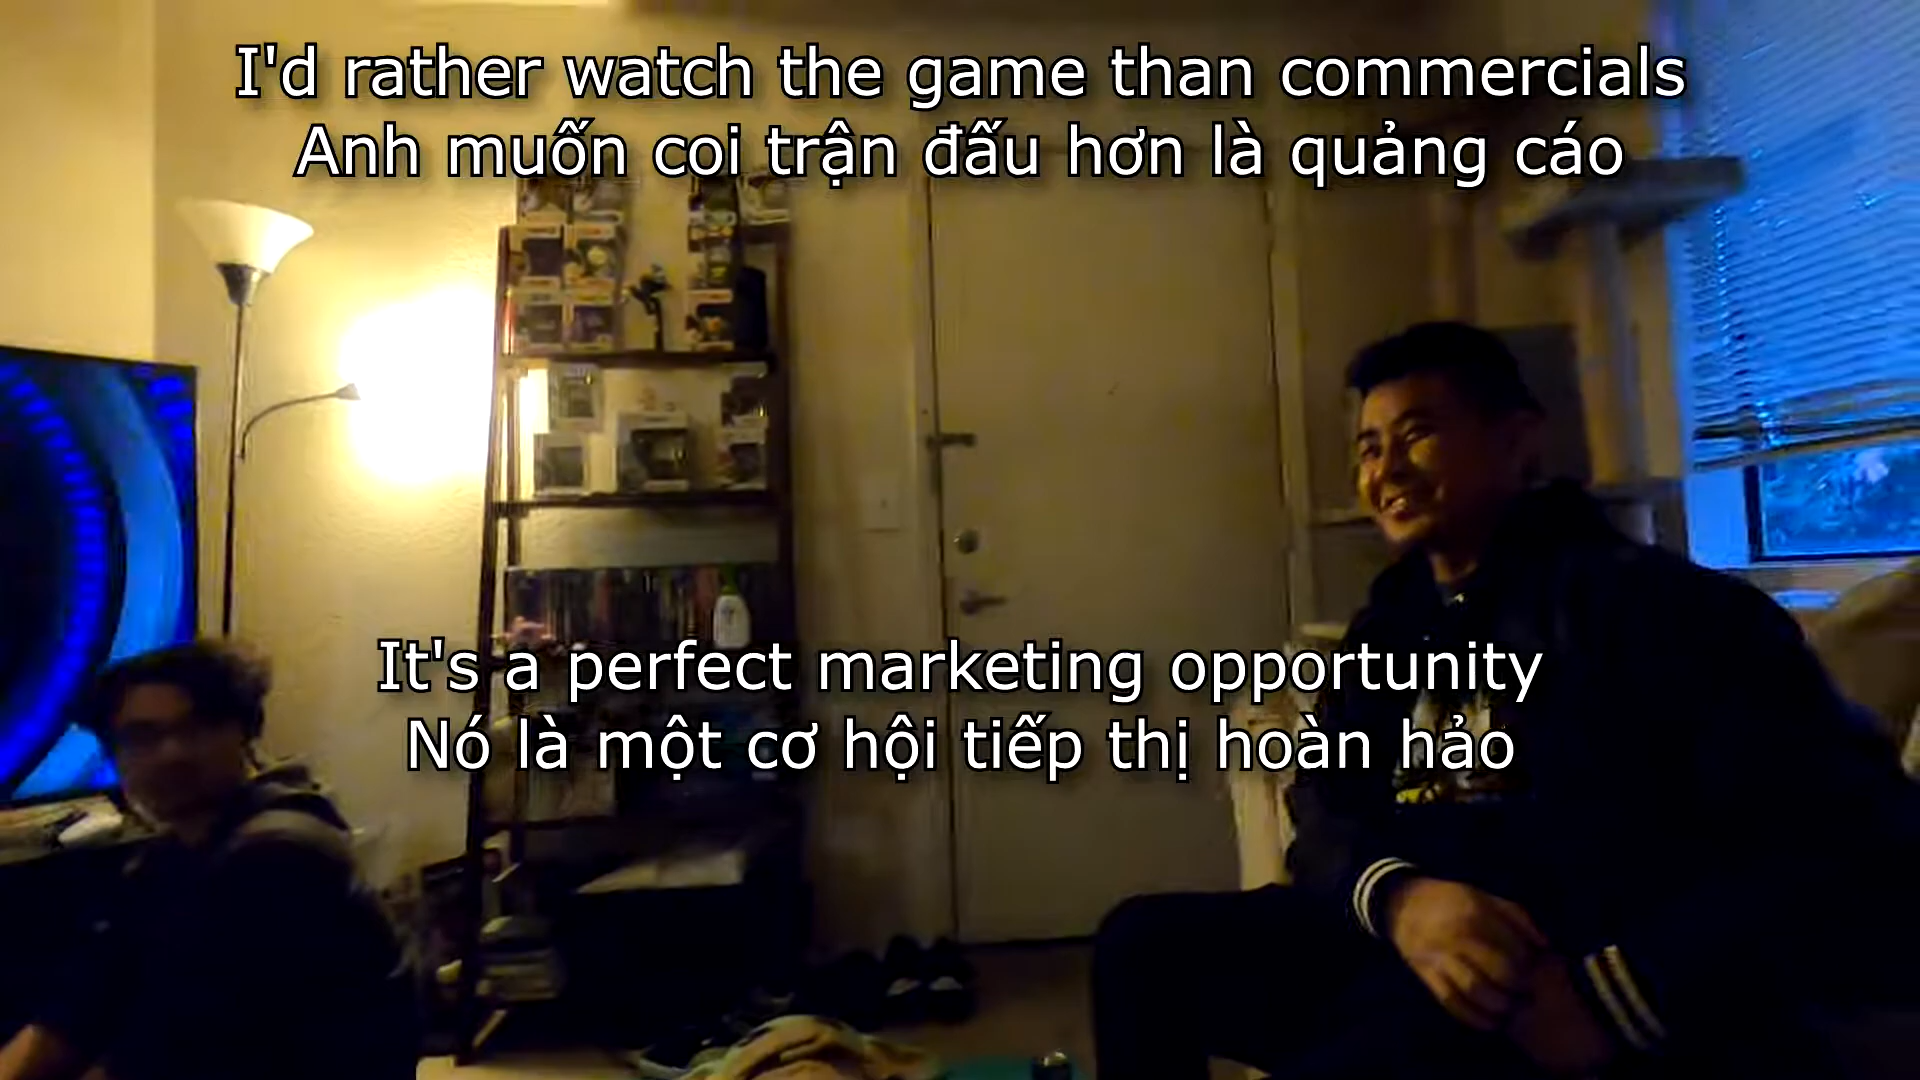 I'd rather watch the game than commercials
Anh muốn coi trận đấu hơn là quảng cáo
It's a perfect marketing opportunity
Nó là một cơ hội tiếp thị hoàn hảo